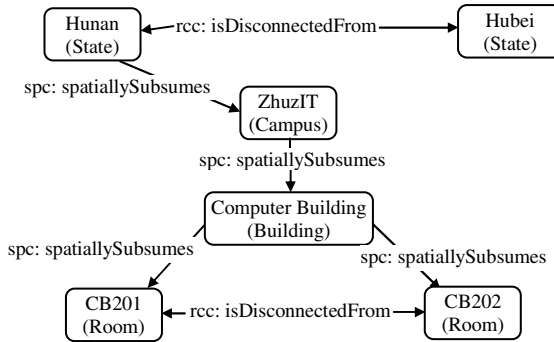 Hunan
(State)
rcc: isDisconnectedFrom
Hubei
(State)
spc: spatiallySubsumes
ZhuzIT
(Campus)
spc: spatiallySubsumes
Computer Building
(Building)
spc: spatiallySubsumes
spc: spatiallySubsumes
CB201
(Room)
rcc: isDisconnectedFrom
CB202
(Room)